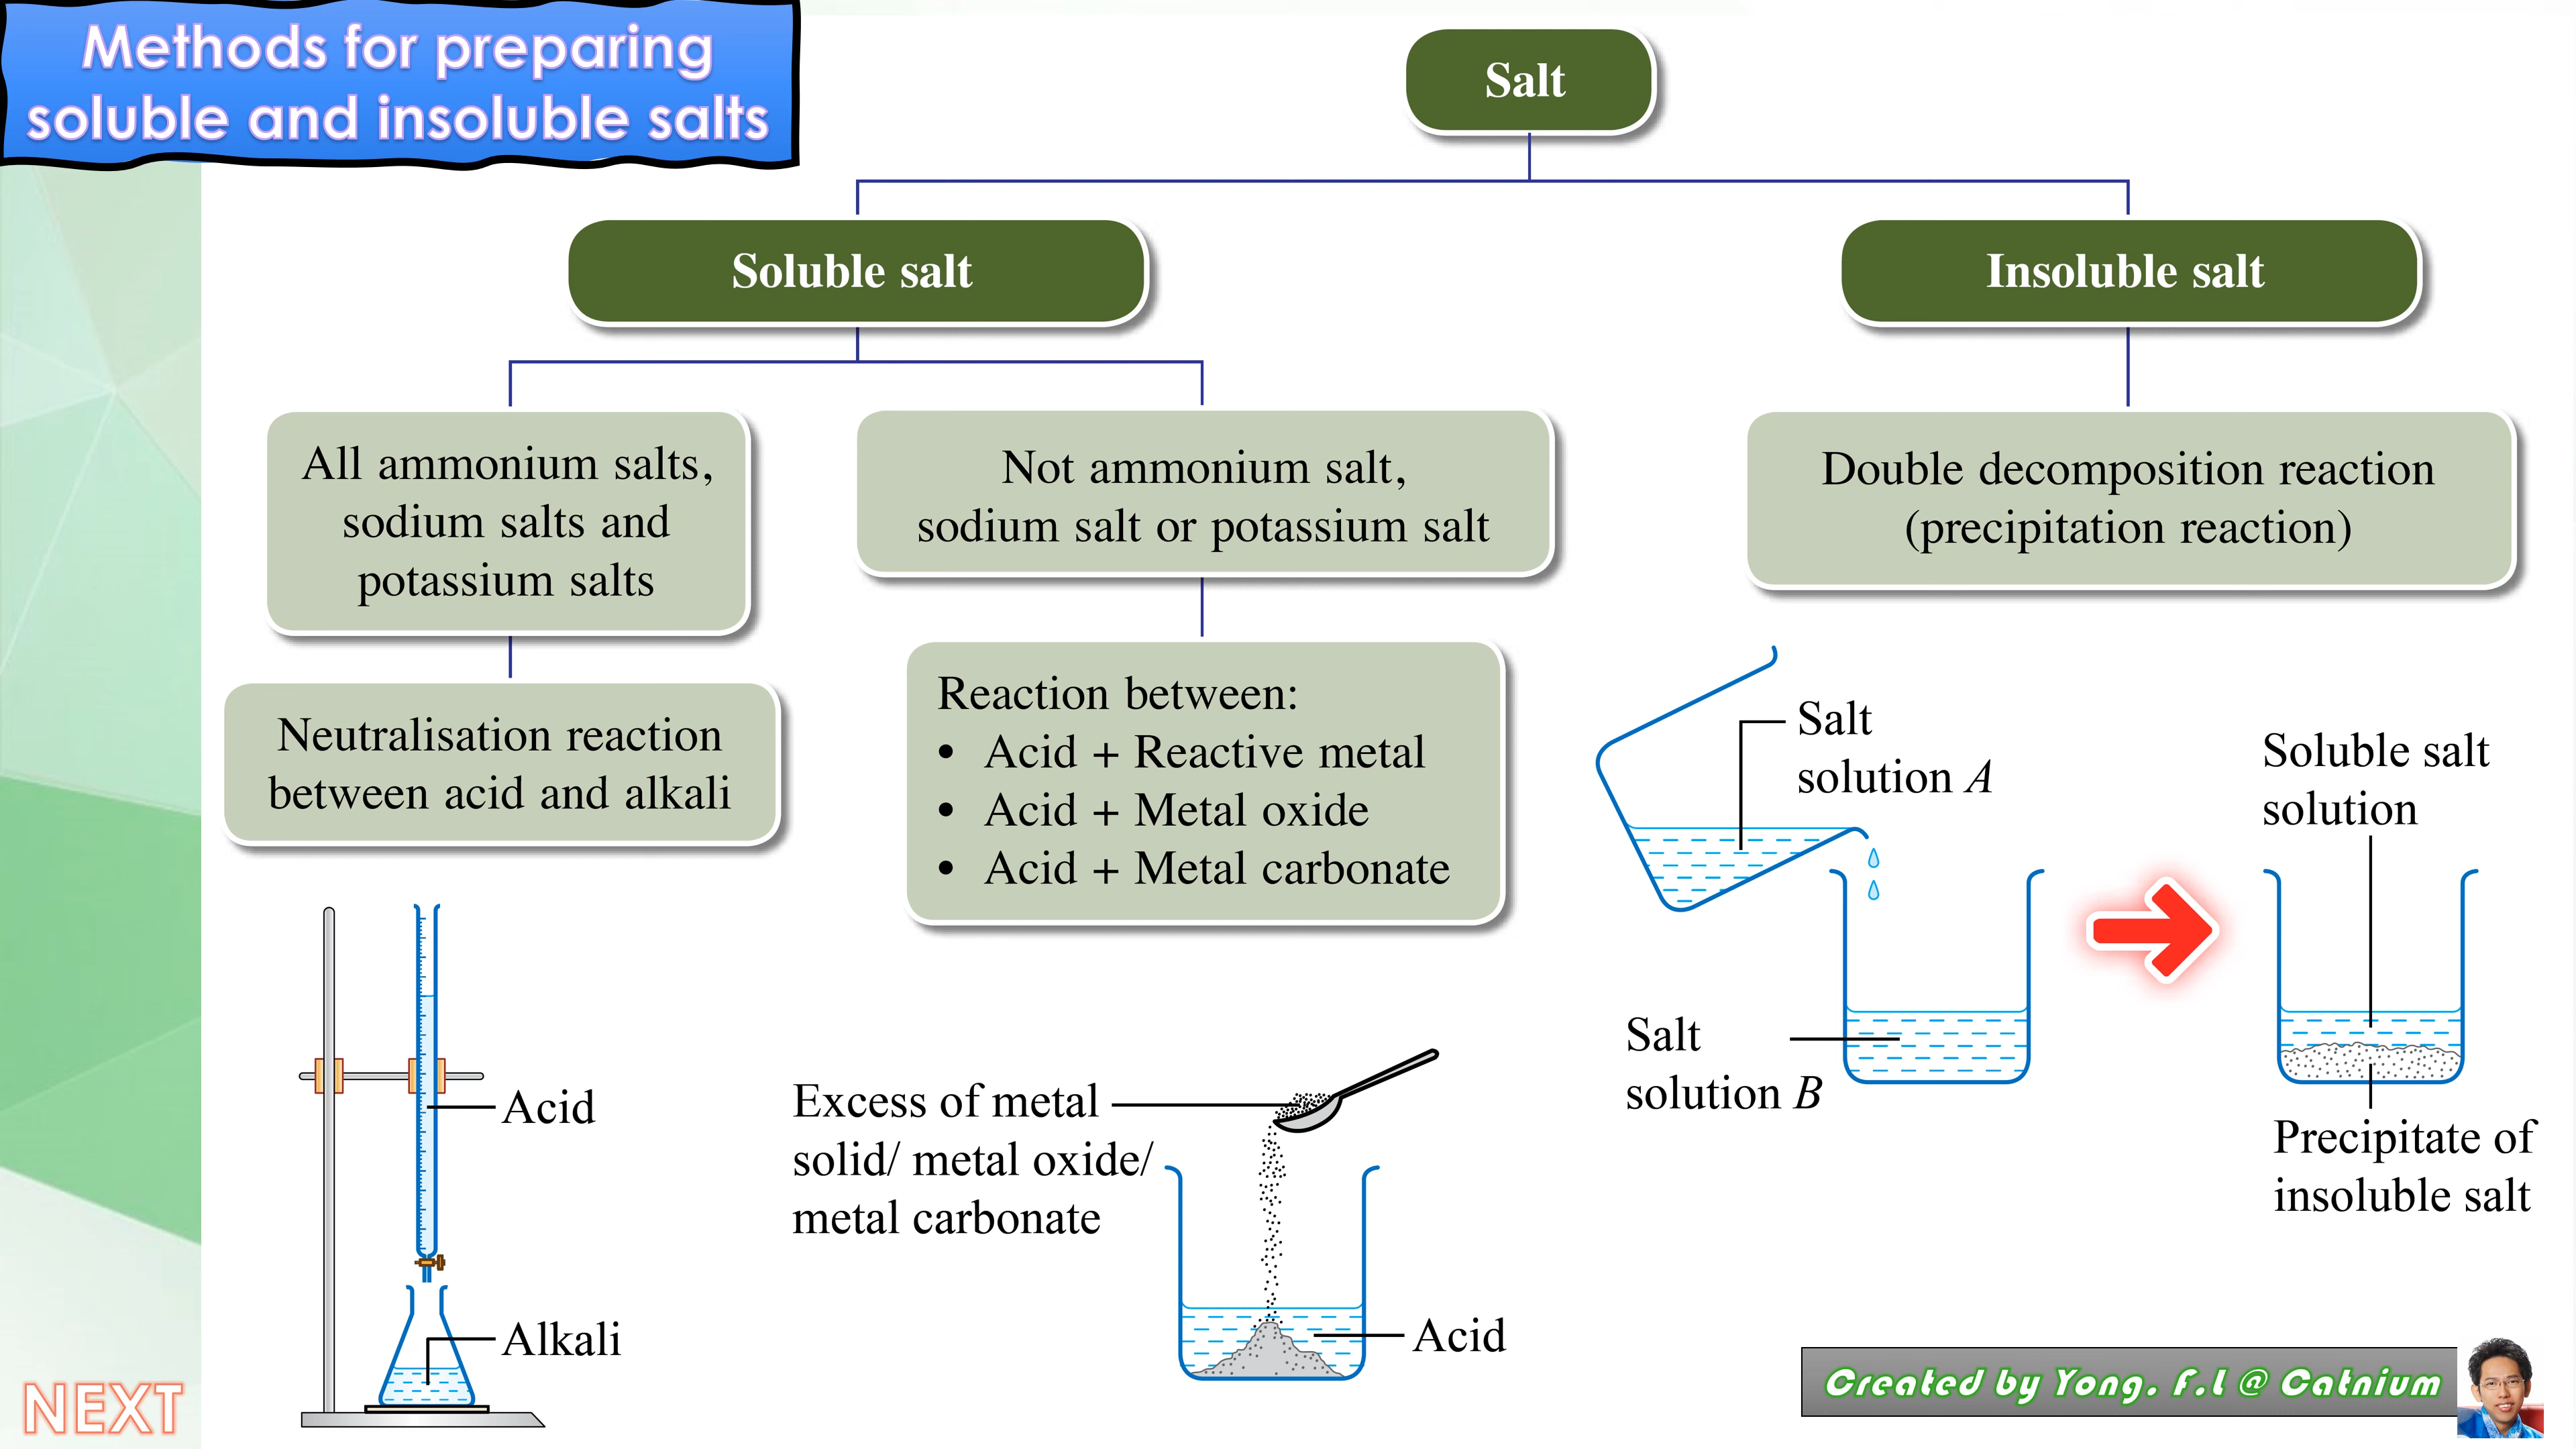 Methods for preparing
soluble and insoluble salts
Salt
Soluble salt
Insoluble salt
All ammonium salts,
sodium salts and
potassium salts
Not ammonium salt,
sodium salt or potassium salt
Double decomposition reaction
(precipitation reaction)
Neutralisation reaction
between acid and alkali
Reaction between:
• Acid + Reactive metal
• Acid + Metal oxide
• Acid + Metal carbonate
Acid
Alkali
Excess of metal
solid/ metal oxide/
metal carbonate
Acid
Salt
solution A
Salt
solution B
Soluble salt
solution
Precipitate of
insoluble salt
NEXT
Created by Yong. F.L @ Catnium